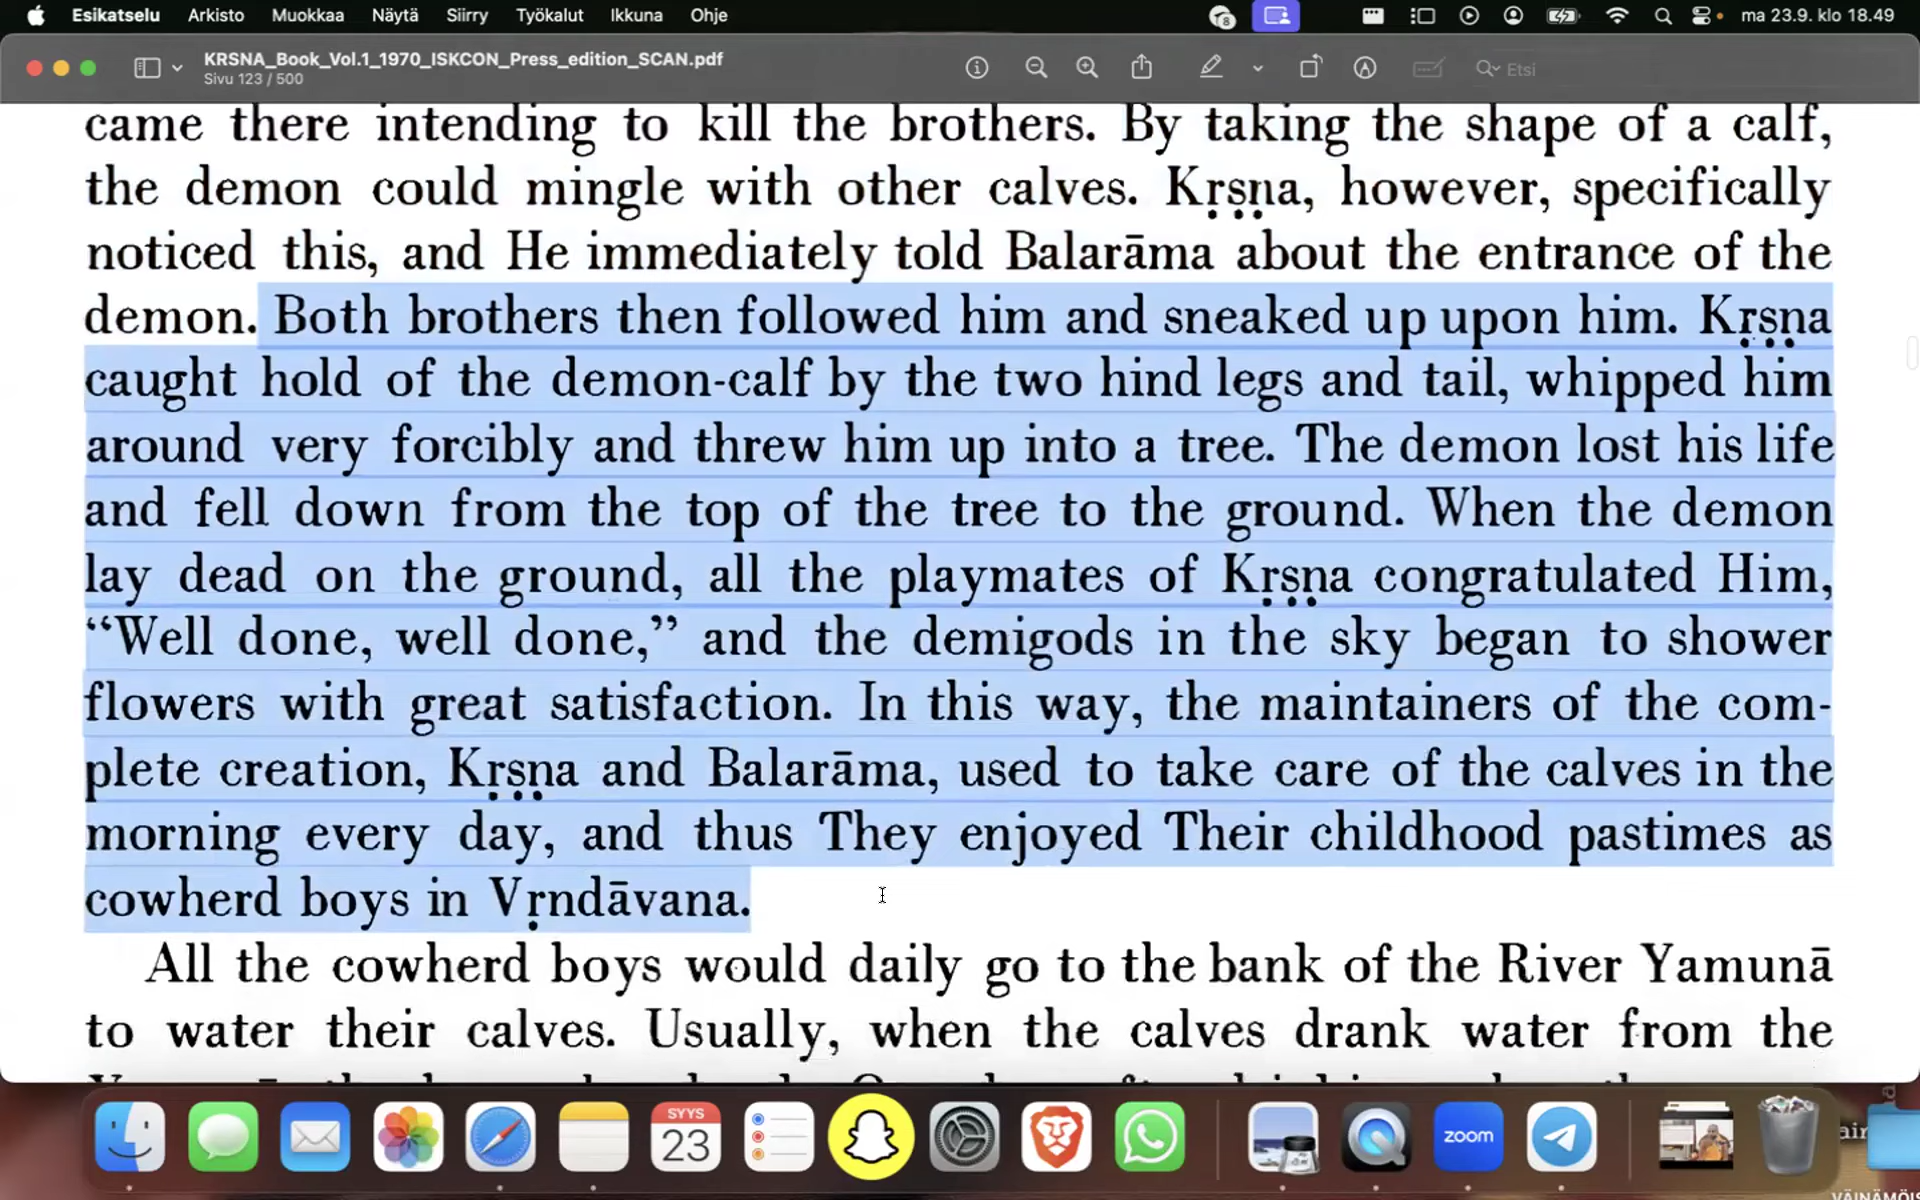 Esikatselu Arkisto Muokkaa Näytä Siirry Työkalut Ikkuna Ohje 8 ma 23.9. klo 18.49
KRSNA_Book_Vol.1_1970_ISKCON_Press_edition_SCAN.pdf
Sivu 123 / 500
Etsi
came there intending to kill the brothers. By taking the shape of a calf,
the demon could mingle with other calves. Kṛṣṇa, however, specifically
noticed this, and He immediately told Balarāma about the entrance of the
demon. Both brothers then followed him and sneaked up upon him. Kṛṣṇa
caught hold of the demon-calf by the two hind legs and tail, whipped him
around very forcibly and threw him up into a tree. The demon lost his life
and fell down from the top of the tree to the ground. When the demon
lay dead on the ground, all the playmates of Kṛṣṇa congratulated Him,
“Well done, well done,” and the demigods in the sky began to shower
flowers with great satisfaction. In this way, the maintainers of the com-
plete creation, Kṛṣṇa and Balarāma, used to take care of the calves in the
morning every day, and thus They enjoyed Their childhood pastimes as
cowherd boys in Vṛndāvana.
All the cowherd boys would daily go to the bank of the River Yamunā
to water their calves. Usually, when the calves drank water from the
SYYS
23
zoom